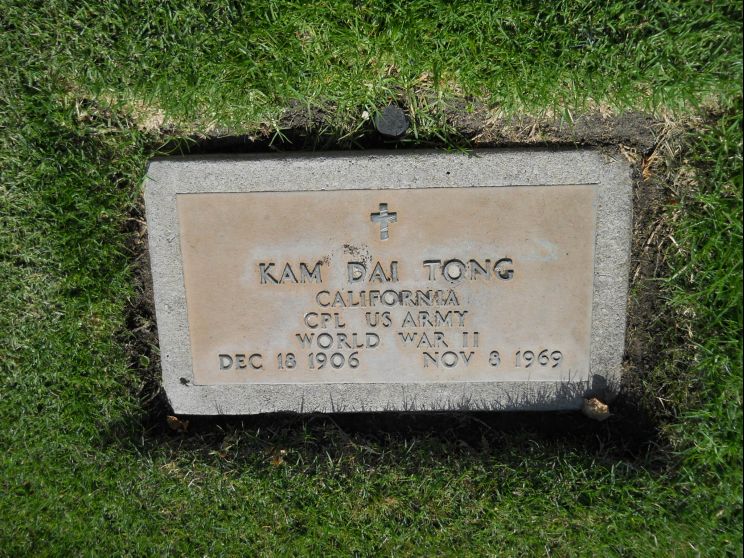 KAM DAI TONG
CALIFORNIA
CPL US ARMY
WORLD WAR II
DEC 18 1906 NOV 8 1969